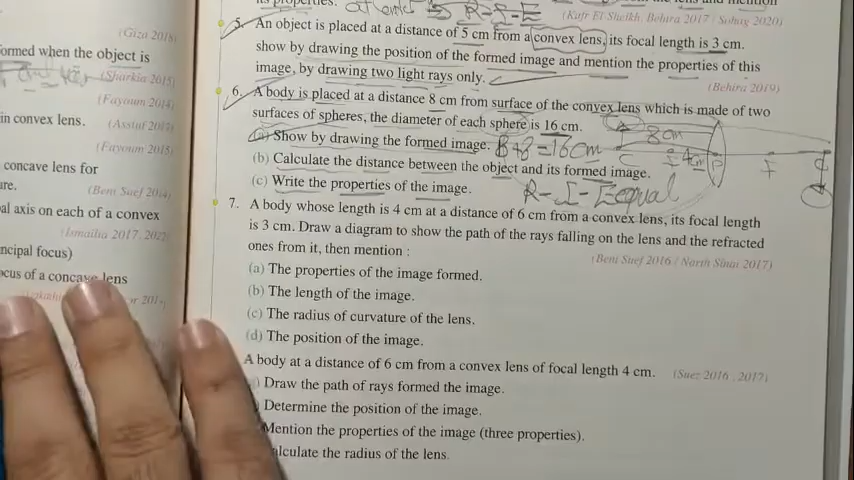 (Giza 2018)
ormed when the object is
(Sharkia 2015)
(Fayoum 2014)
in convex lens.
(Assiut 2017)
(Fayoum 2015)
concave lens for
ure.
(Beni Suef 2014)
al axis on each of a convex
(Ismailia 2017, 2022)
ncipal focus)
ocus of a concave lens
(Kafr El-Sheikh, Behira 2017 / Sohag 2020)
R-I-E
5. An object is placed at a distance of 5 cm from a convex lens, its focal length is 3 cm.
show by drawing the position of the formed image and mention the properties of this
image, by drawing two light rays only.
(Behira 2019)
6. A body is placed at a distance 8 cm from surface of the convex lens which is made of two
surfaces of spheres, the diameter of each sphere is 16 cm.
(a) Show by drawing the formed image. 8+8=16cm
(b) Calculate the distance between the object and its formed image.
(c) Write the properties of the image. R-I-Eequal
8cm
4cm
C
F
P
F
C
7. A body whose length is 4 cm at a distance of 6 cm from a convex lens, its focal length
is 3 cm. Draw a diagram to show the path of the rays falling on the lens and the refracted
ones from it, then mention :
(Beni Suef 2016 / North Sinai 2017)
(a) The properties of the image formed.
(b) The length of the image.
(c) The radius of curvature of the lens.
(d) The position of the image.
A body at a distance of 6 cm from a convex lens of focal length 4 cm.
(Suez 2016 , 2017)
) Draw the path of rays formed the image.
Determine the position of the image.
Mention the properties of the image (three properties).
alculate the radius of the lens.